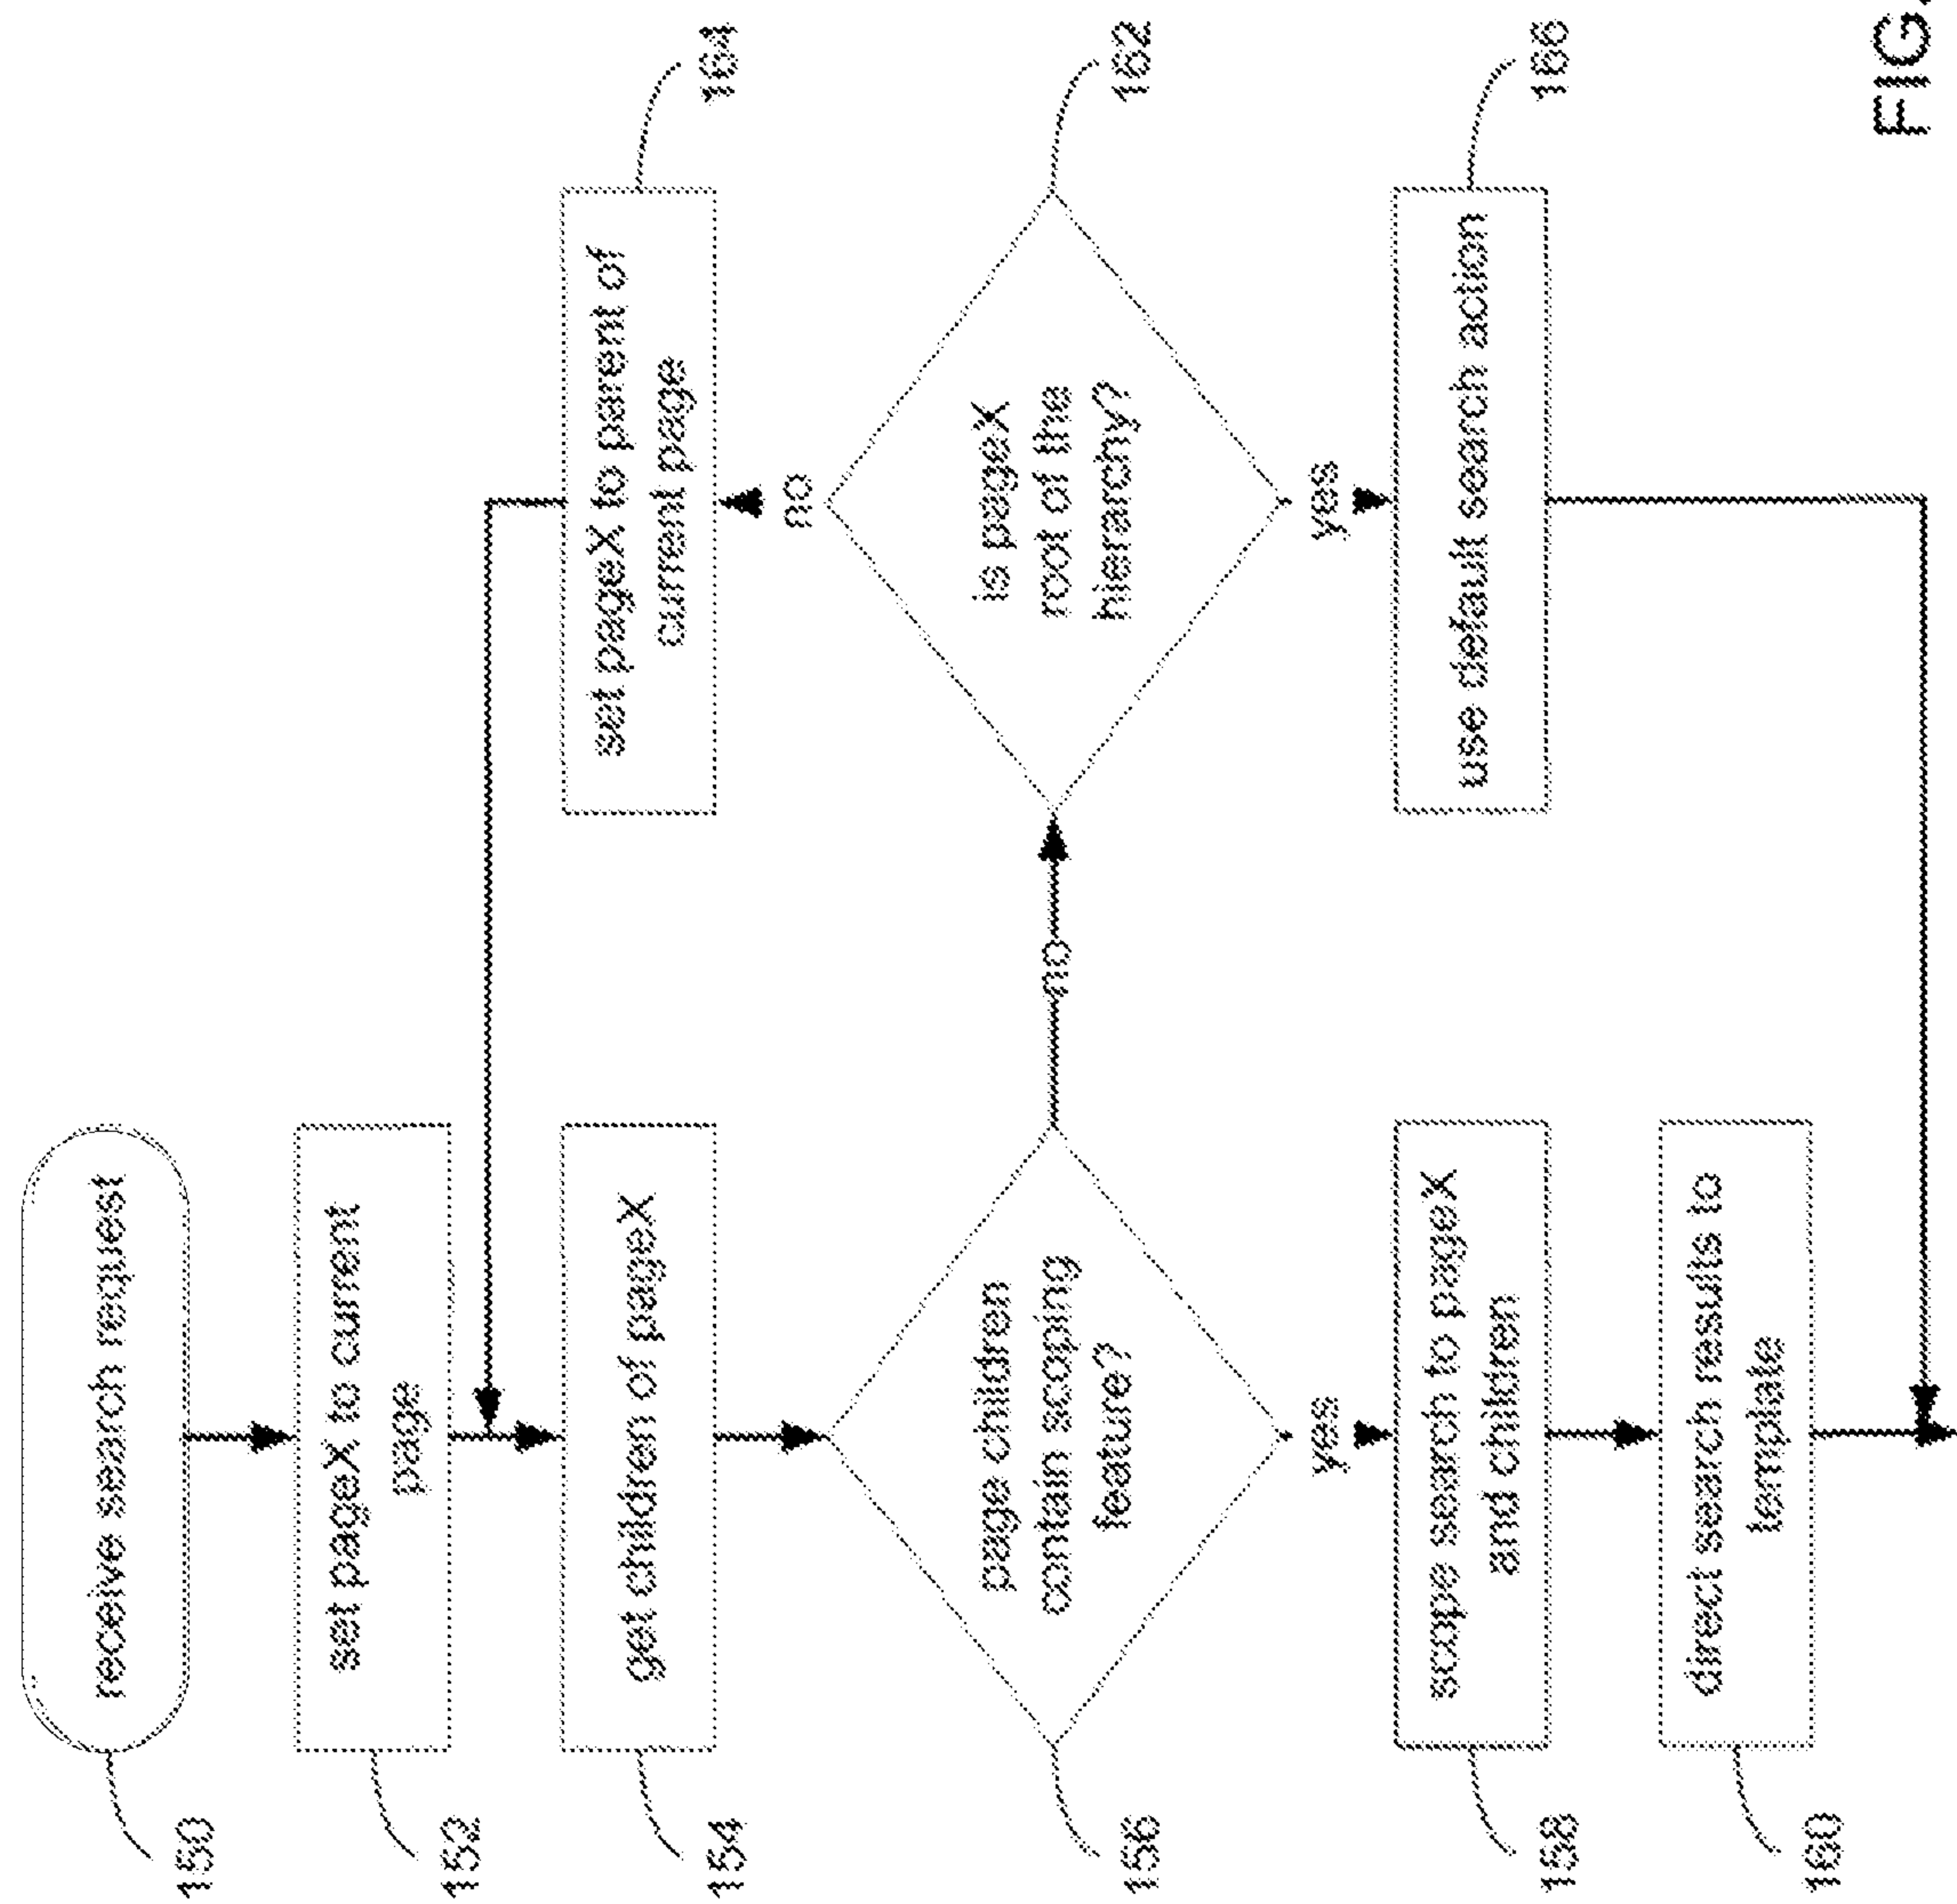 receive search request
150
set pageX to current
page
152
get children of pageX
154
page children
contain scoping
feature?
156
no
yes
scope search to pageX
and children
158
direct search results to
template
160
set pageX to parent of
current page
164
no
is pageX
root of the
hierarchy?
162
yes
use default search action
166
FIG.